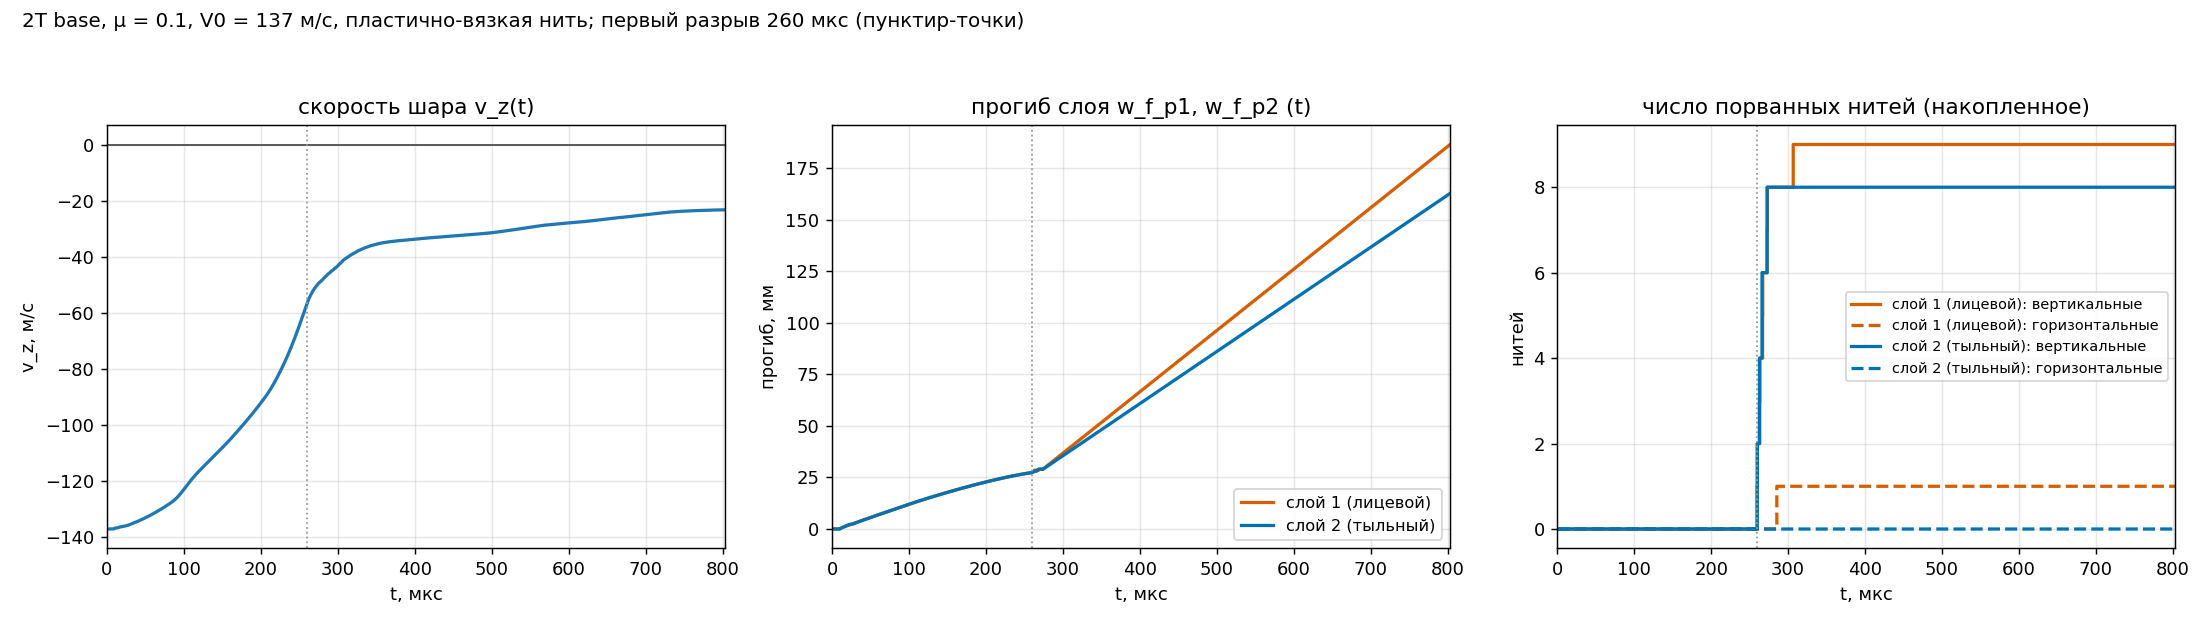 2T base, μ = 0.1, V0 = 137 м/с, пластично-вязкая нить; первый разрыв 260 мкс (пунктир-точки)
скорость шара v_z(t)
v_z, м/с
0
−20
−40
−60
−80
−100
−120
−140
0 100 200 300 400 500 600 700 800
t, мкс
прогиб слоя w_f_p1, w_f_p2 (t)
прогиб, мм
175
150
125
100
75
50
25
0
слой 1 (лицевой)
слой 2 (тыльный)
0 100 200 300 400 500 600 700 800
t, мкс
число порванных нитей (накопленное)
нитей
8
6
4
2
0
слой 1 (лицевой): вертикальные
слой 1 (лицевой): горизонтальные
слой 2 (тыльный): вертикальные
слой 2 (тыльный): горизонтальные
0 100 200 300 400 500 600 700 800
t, мкс